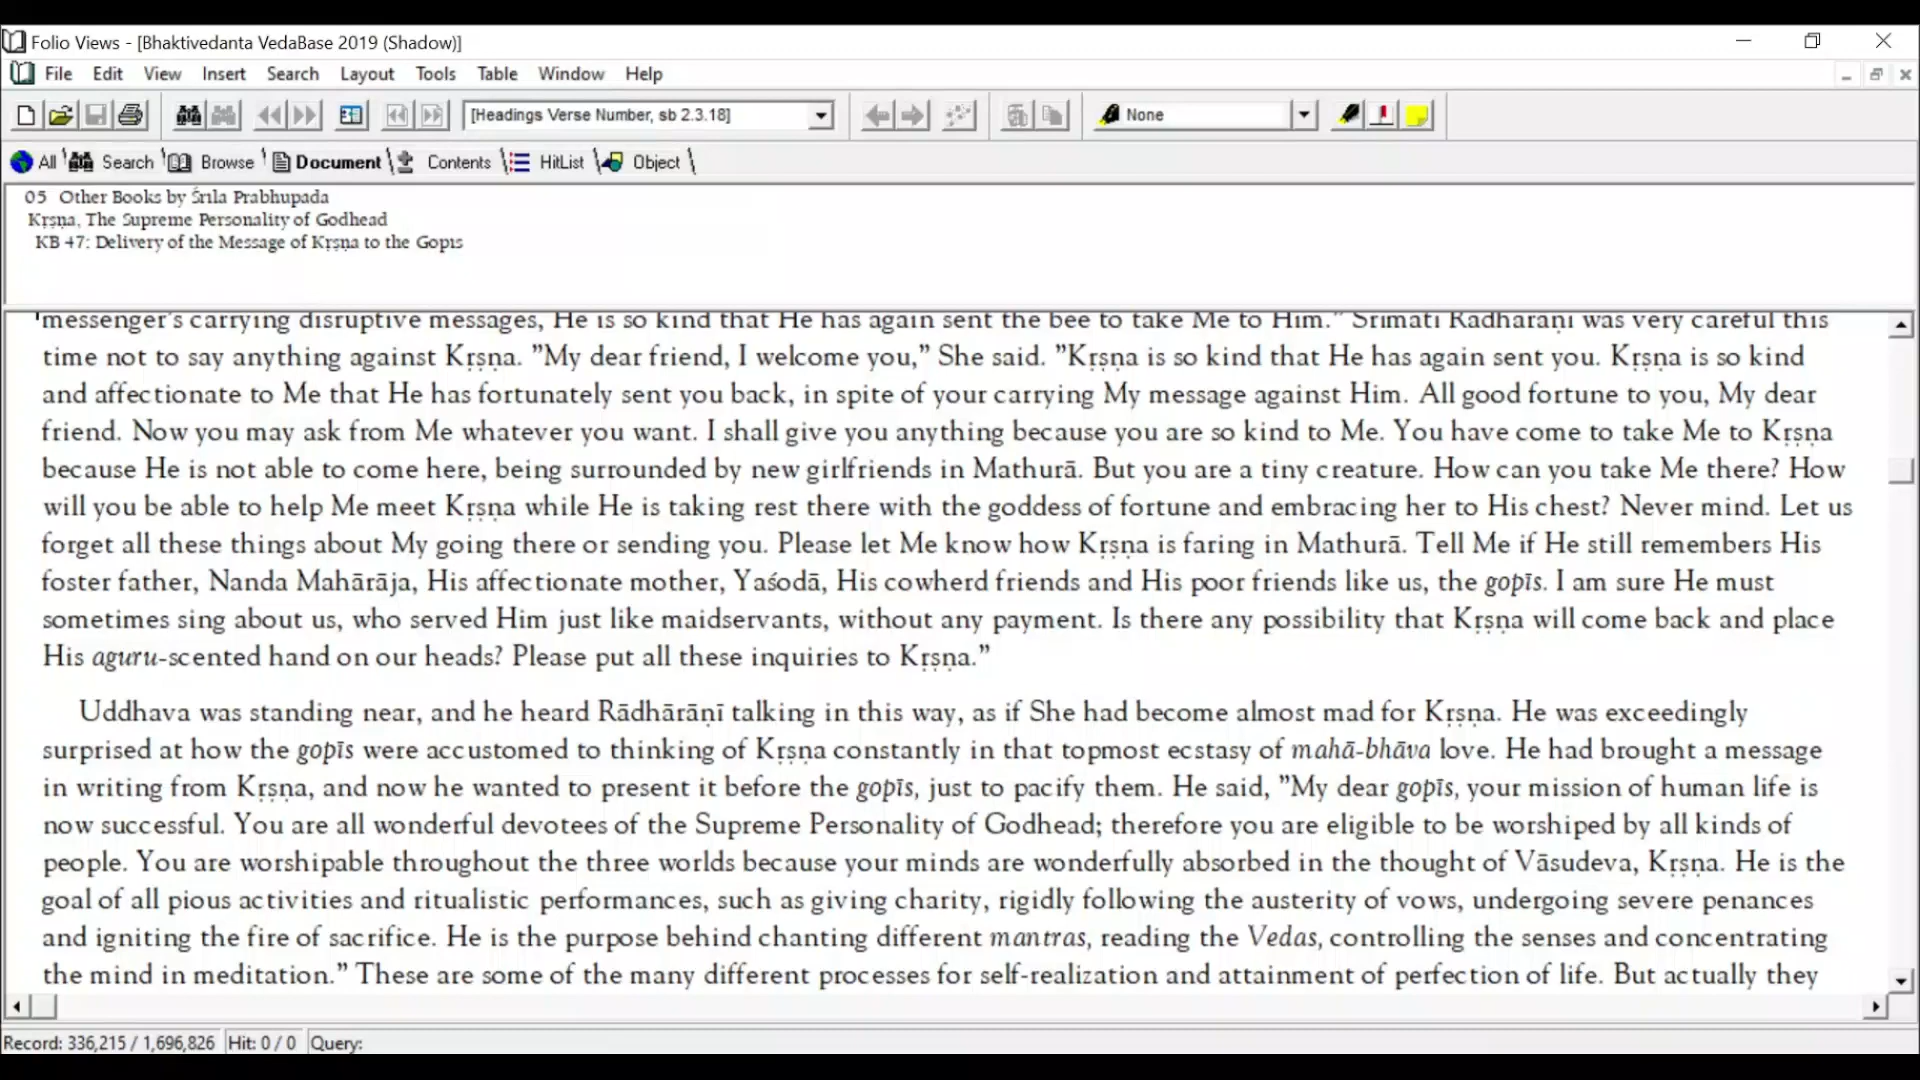 Folio Views - [Bhaktivedanta VedaBase 2019 (Shadow)]
File Edit View Insert Search Layout Tools Table Window Help
[Headings Verse Number, sb 2.3.18] None
All Search Browse Document Contents HitList Object
05 Other Books by Śrīla Prabhupada
Kṛṣṇa, The Supreme Personality of Godhead
KB 47: Delivery of the Message of Kṛṣṇa to the Gopīs
messenger's carrying disruptive messages, He is so kind that He has again sent the bee to take Me to Him." Śrīmatī Rādhārāṇī was very careful this
time not to say anything against Kṛṣṇa. "My dear friend, I welcome you," She said. "Kṛṣṇa is so kind that He has again sent you. Kṛṣṇa is so kind
and affectionate to Me that He has fortunately sent you back, in spite of your carrying My message against Him. All good fortune to you, My dear
friend. Now you may ask from Me whatever you want. I shall give you anything because you are so kind to Me. You have come to take Me to Kṛṣṇa
because He is not able to come here, being surrounded by new girlfriends in Mathurā. But you are a tiny creature. How can you take Me there? How
will you be able to help Me meet Kṛṣṇa while He is taking rest there with the goddess of fortune and embracing her to His chest? Never mind. Let us
forget all these things about My going there or sending you. Please let Me know how Kṛṣṇa is faring in Mathurā. Tell Me if He still remembers His
foster father, Nanda Mahārāja, His affectionate mother, Yaśodā, His cowherd friends and His poor friends like us, the gopīs. I am sure He must
sometimes sing about us, who served Him just like maidservants, without any payment. Is there any possibility that Kṛṣṇa will come back and place
His aguru-scented hand on our heads? Please put all these inquiries to Kṛṣṇa."
Uddhava was standing near, and he heard Rādhārāṇī talking in this way, as if She had become almost mad for Kṛṣṇa. He was exceedingly
surprised at how the gopīs were accustomed to thinking of Kṛṣṇa constantly in that topmost ecstasy of mahā-bhāva love. He had brought a message
in writing from Kṛṣṇa, and now he wanted to present it before the gopīs, just to pacify them. He said, "My dear gopīs, your mission of human life is
now successful. You are all wonderful devotees of the Supreme Personality of Godhead; therefore you are eligible to be worshiped by all kinds of
people. You are worshipable throughout the three worlds because your minds are wonderfully absorbed in the thought of Vāsudeva, Kṛṣṇa. He is the
goal of all pious activities and ritualistic performances, such as giving charity, rigidly following the austerity of vows, undergoing severe penances
and igniting the fire of sacrifice. He is the purpose behind chanting different mantras, reading the Vedas, controlling the senses and concentrating
the mind in meditation." These are some of the many different processes for self-realization and attainment of perfection of life. But actually they
Record: 336,215 / 1,696,826 Hit: 0 / 0 Query: